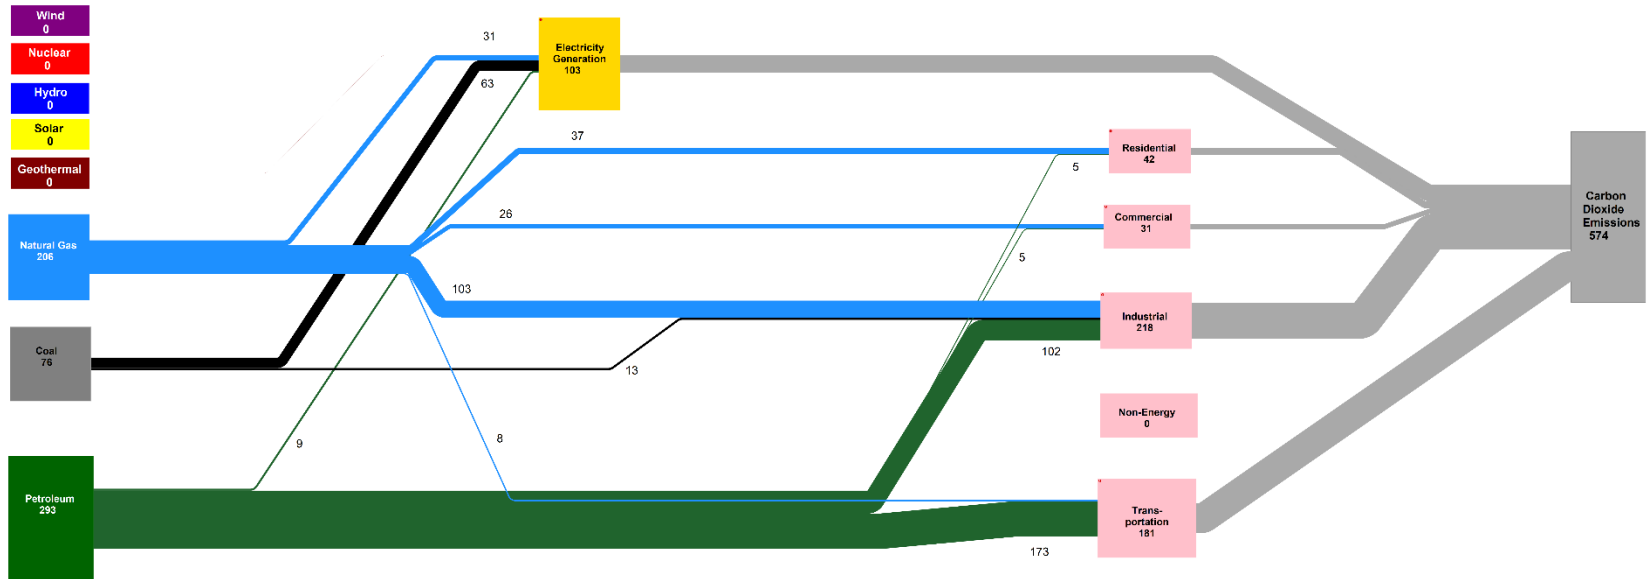 Wind
0
Nuclear
0
Hydro
0
Solar
0
Geothermal
0
Natural Gas
206
Coal
76
Petroleum
293
31
63
9
37
26
103
13
8
Electricity
Generation
103
5
5
102
173
Residential
42
Commercial
31
Industrial
218
Non-Energy
0
Trans-
portation
181
Carbon
Dioxide
Emissions
574